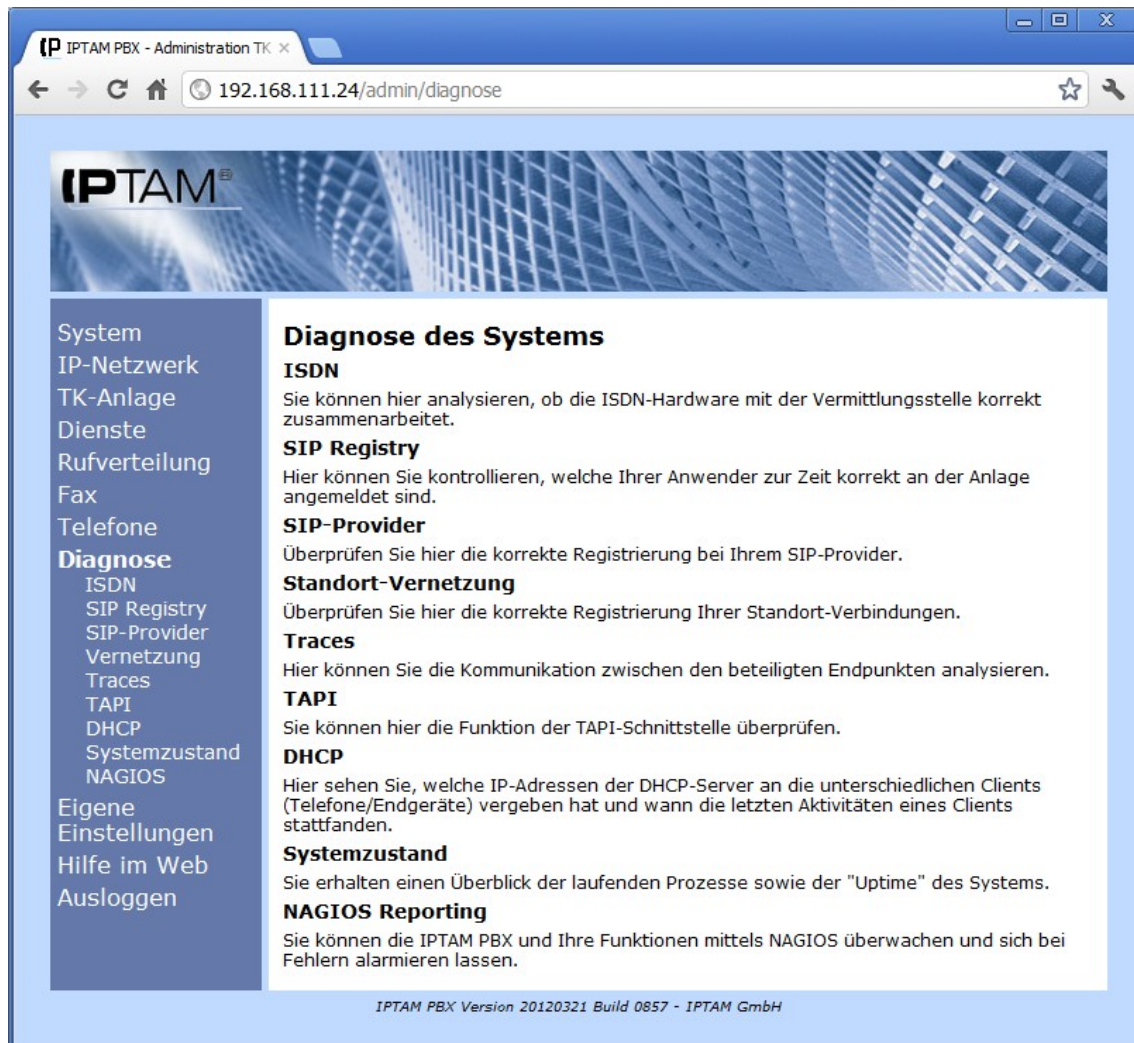 IPTAM PBX - Administration TK
192.168.111.24/admin/diagnose
IPTAM®
System
IP-Netzwerk
TK-Anlage
Dienste
Rufverteilung
Fax
Telefone
Diagnose
ISDN
SIP Registry
SIP-Provider
Vernetzung
Traces
TAPI
DHCP
Systemzustand
NAGIOS
Eigene
Einstellungen
Hilfe im Web
Ausloggen
Diagnose des Systems
ISDN
Sie können hier analysieren, ob die ISDN-Hardware mit der Vermittlungsstelle korrekt
zusammenarbeitet.
SIP Registry
Hier können Sie kontrollieren, welche Ihrer Anwender zur Zeit korrekt an der Anlage
angemeldet sind.
SIP-Provider
Überprüfen Sie hier die korrekte Registrierung bei Ihrem SIP-Provider.
Standort-Vernetzung
Überprüfen Sie hier die korrekte Registrierung Ihrer Standort-Verbindungen.
Traces
Hier können Sie die Kommunikation zwischen den beteiligten Endpunkten analysieren.
TAPI
Sie können hier die Funktion der TAPI-Schnittstelle überprüfen.
DHCP
Hier sehen Sie, welche IP-Adressen der DHCP-Server an die unterschiedlichen Clients
(Telefone/Endgeräte) vergeben hat und wann die letzten Aktivitäten eines Clients
stattfanden.
Systemzustand
Sie erhalten einen Überblick der laufenden Prozesse sowie der "Uptime" des Systems.
NAGIOS Reporting
Sie können die IPTAM PBX und Ihre Funktionen mittels NAGIOS überwachen und sich bei
Fehlern alarmieren lassen.
IPTAM PBX Version 20120321 Build 0857 - IPTAM GmbH